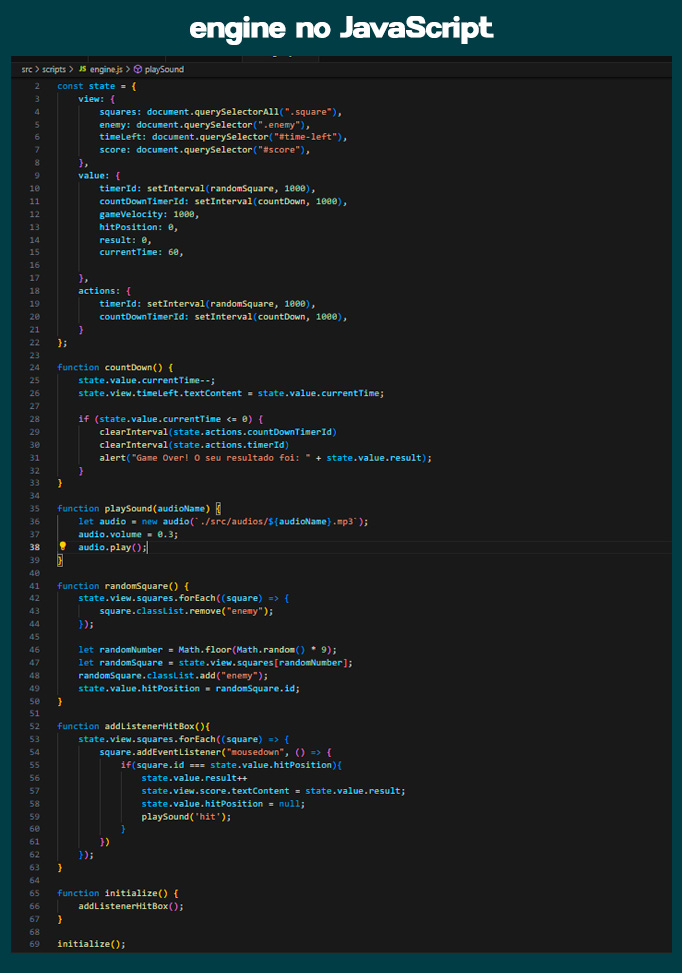 engine no JavaScript
src > scripts > JS engine.js > playSound
2 const state = {
3 view: {
4 squares: document.querySelectorAll(".square"),
5 enemy: document.querySelector(".enemy"),
6 timeLeft: document.querySelector("#time-left"),
7 score: document.querySelector("#score"),
8 },
9 value: {
10 timerId: setInterval(randomSquare, 1000),
11 countDownTimerId: setInterval(countDown, 1000),
12 gameVelocity: 1000,
13 hitPosition: 0,
14 result: 0,
15 currentTime: 60,
16
17 },
18 actions: {
19 timerId: setInterval(randomSquare, 1000),
20 countDownTimerId: setInterval(countDown, 1000),
21 }
22 };
23
24 function countDown() {
25 state.value.currentTime--;
26 state.view.timeLeft.textContent = state.value.currentTime;
27
28 if (state.value.currentTime <= 0) {
29 clearInterval(state.actions.countDownTimerId)
30 clearInterval(state.actions.timerId)
31 alert("Game Over! O seu resultado foi: " + state.value.result);
32 }
33 }
34
35 function playSound(audioName) {
36 let audio = new audio(`./src/audios/${audioName}.mp3`);
37 audio.volume = 0.3;
38 audio.play();
39 }
40
41 function randomSquare() {
42 state.view.squares.forEach((square) => {
43 square.classList.remove("enemy");
44 });
45
46 let randomNumber = Math.floor(Math.random() * 9);
47 let randomSquare = state.view.squares[randomNumber];
48 randomSquare.classList.add("enemy");
49 state.value.hitPosition = randomSquare.id;
50 }
51
52 function addListenerHitBox(){
53 state.view.squares.forEach((square) => {
54 square.addEventListener("mousedown", () => {
55 if(square.id === state.value.hitPosition){
56 state.value.result++
57 state.view.score.textContent = state.value.result;
58 state.value.hitPosition = null;
59 playSound('hit');
60 }
61 })
62 });
63 }
64
65 function initialize() {
66 addListenerHitBox();
67 }
68
69 initialize();